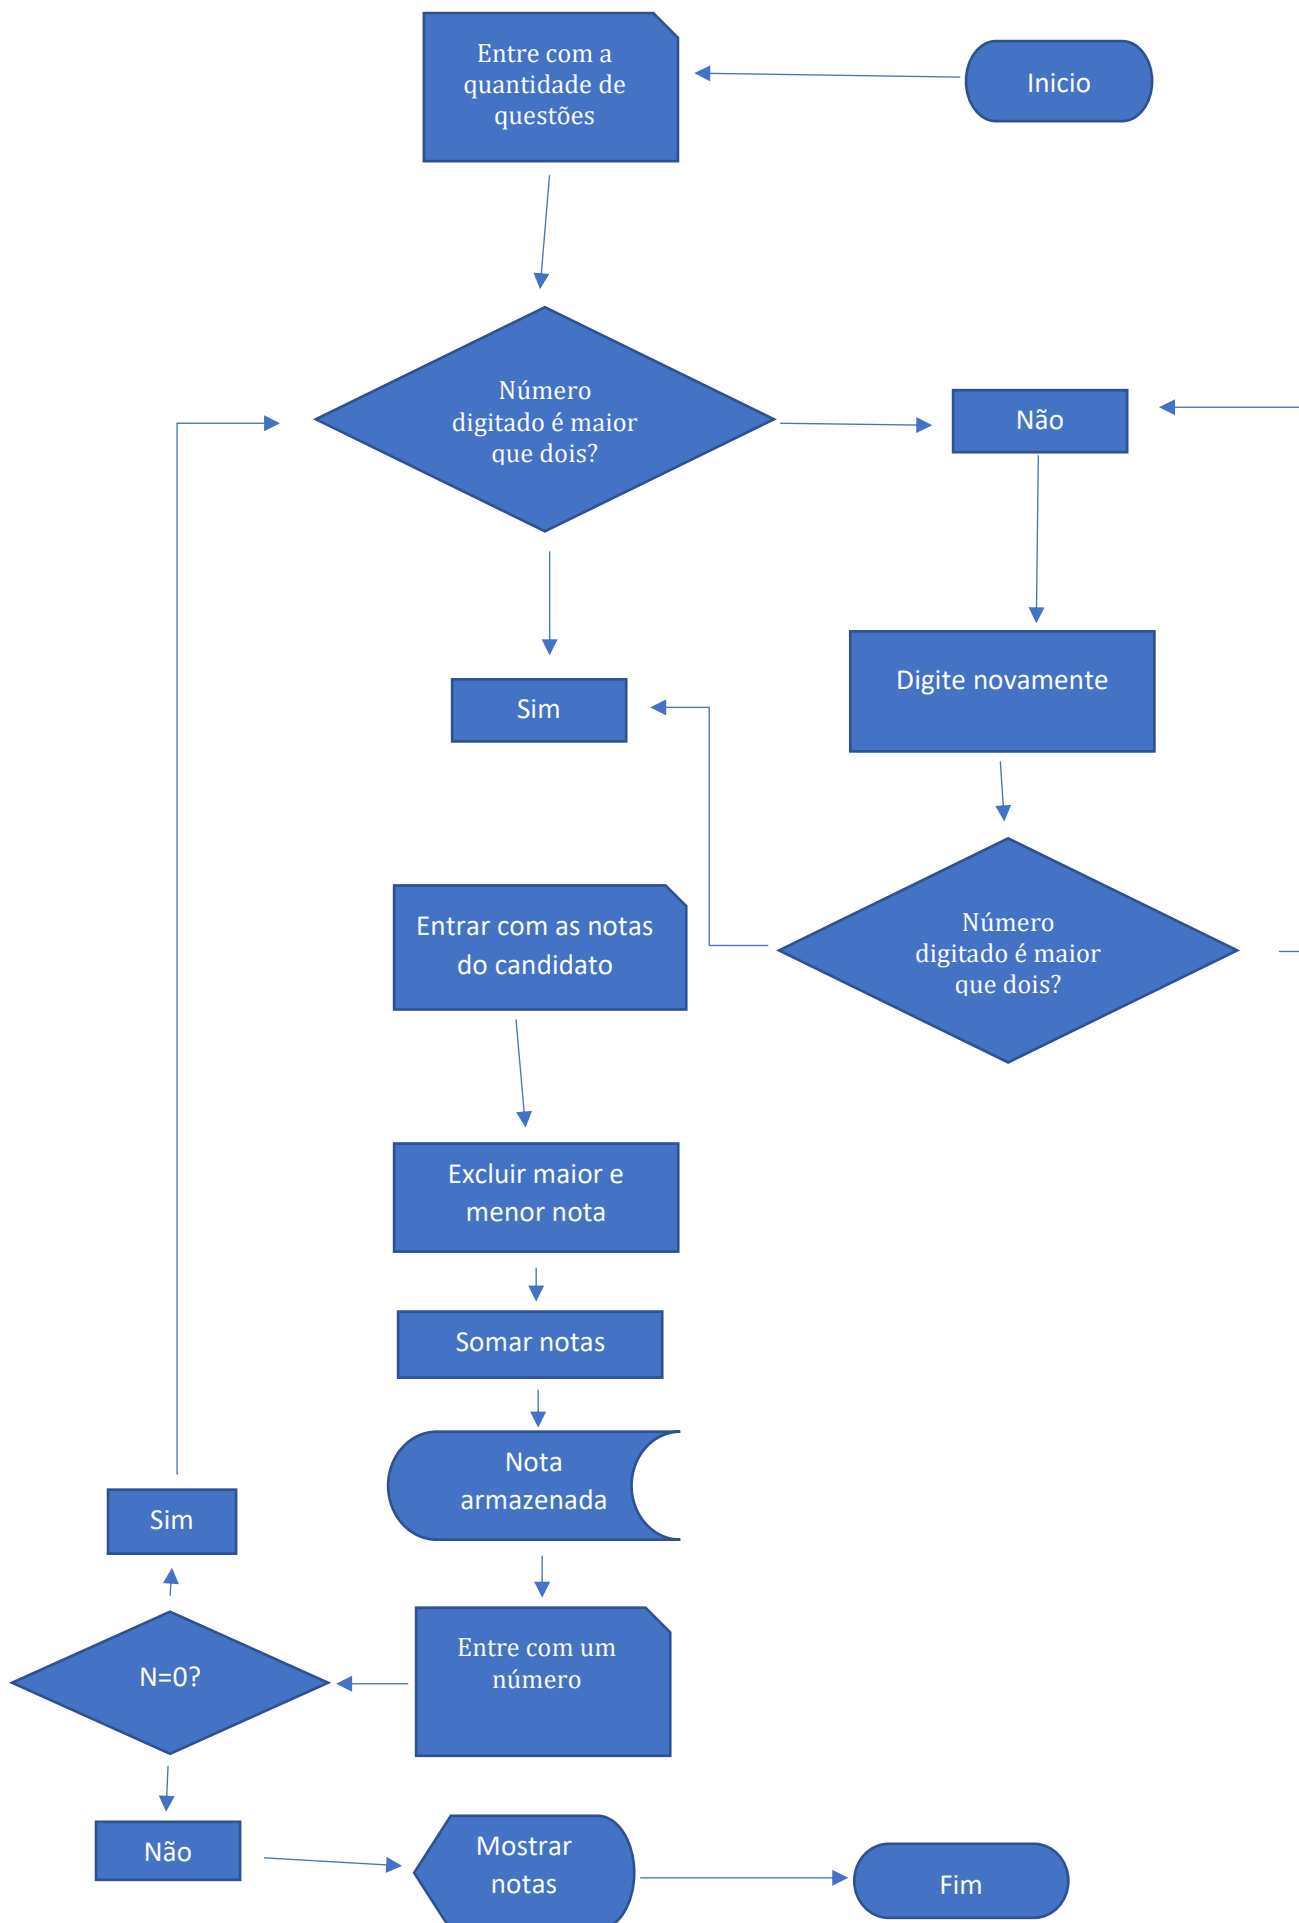 Entre com a
quantidade de
questões
Inicio
Número
digitado é maior
que dois?
Não
Digite novamente
Sim
Número
digitado é maior
que dois?
Entrar com as notas
do candidato
Excluir maior e
menor nota
Somar notas
Nota
armazenada
Sim
Entre com um
número
N=0?
Não
Mostrar
notas
Fim